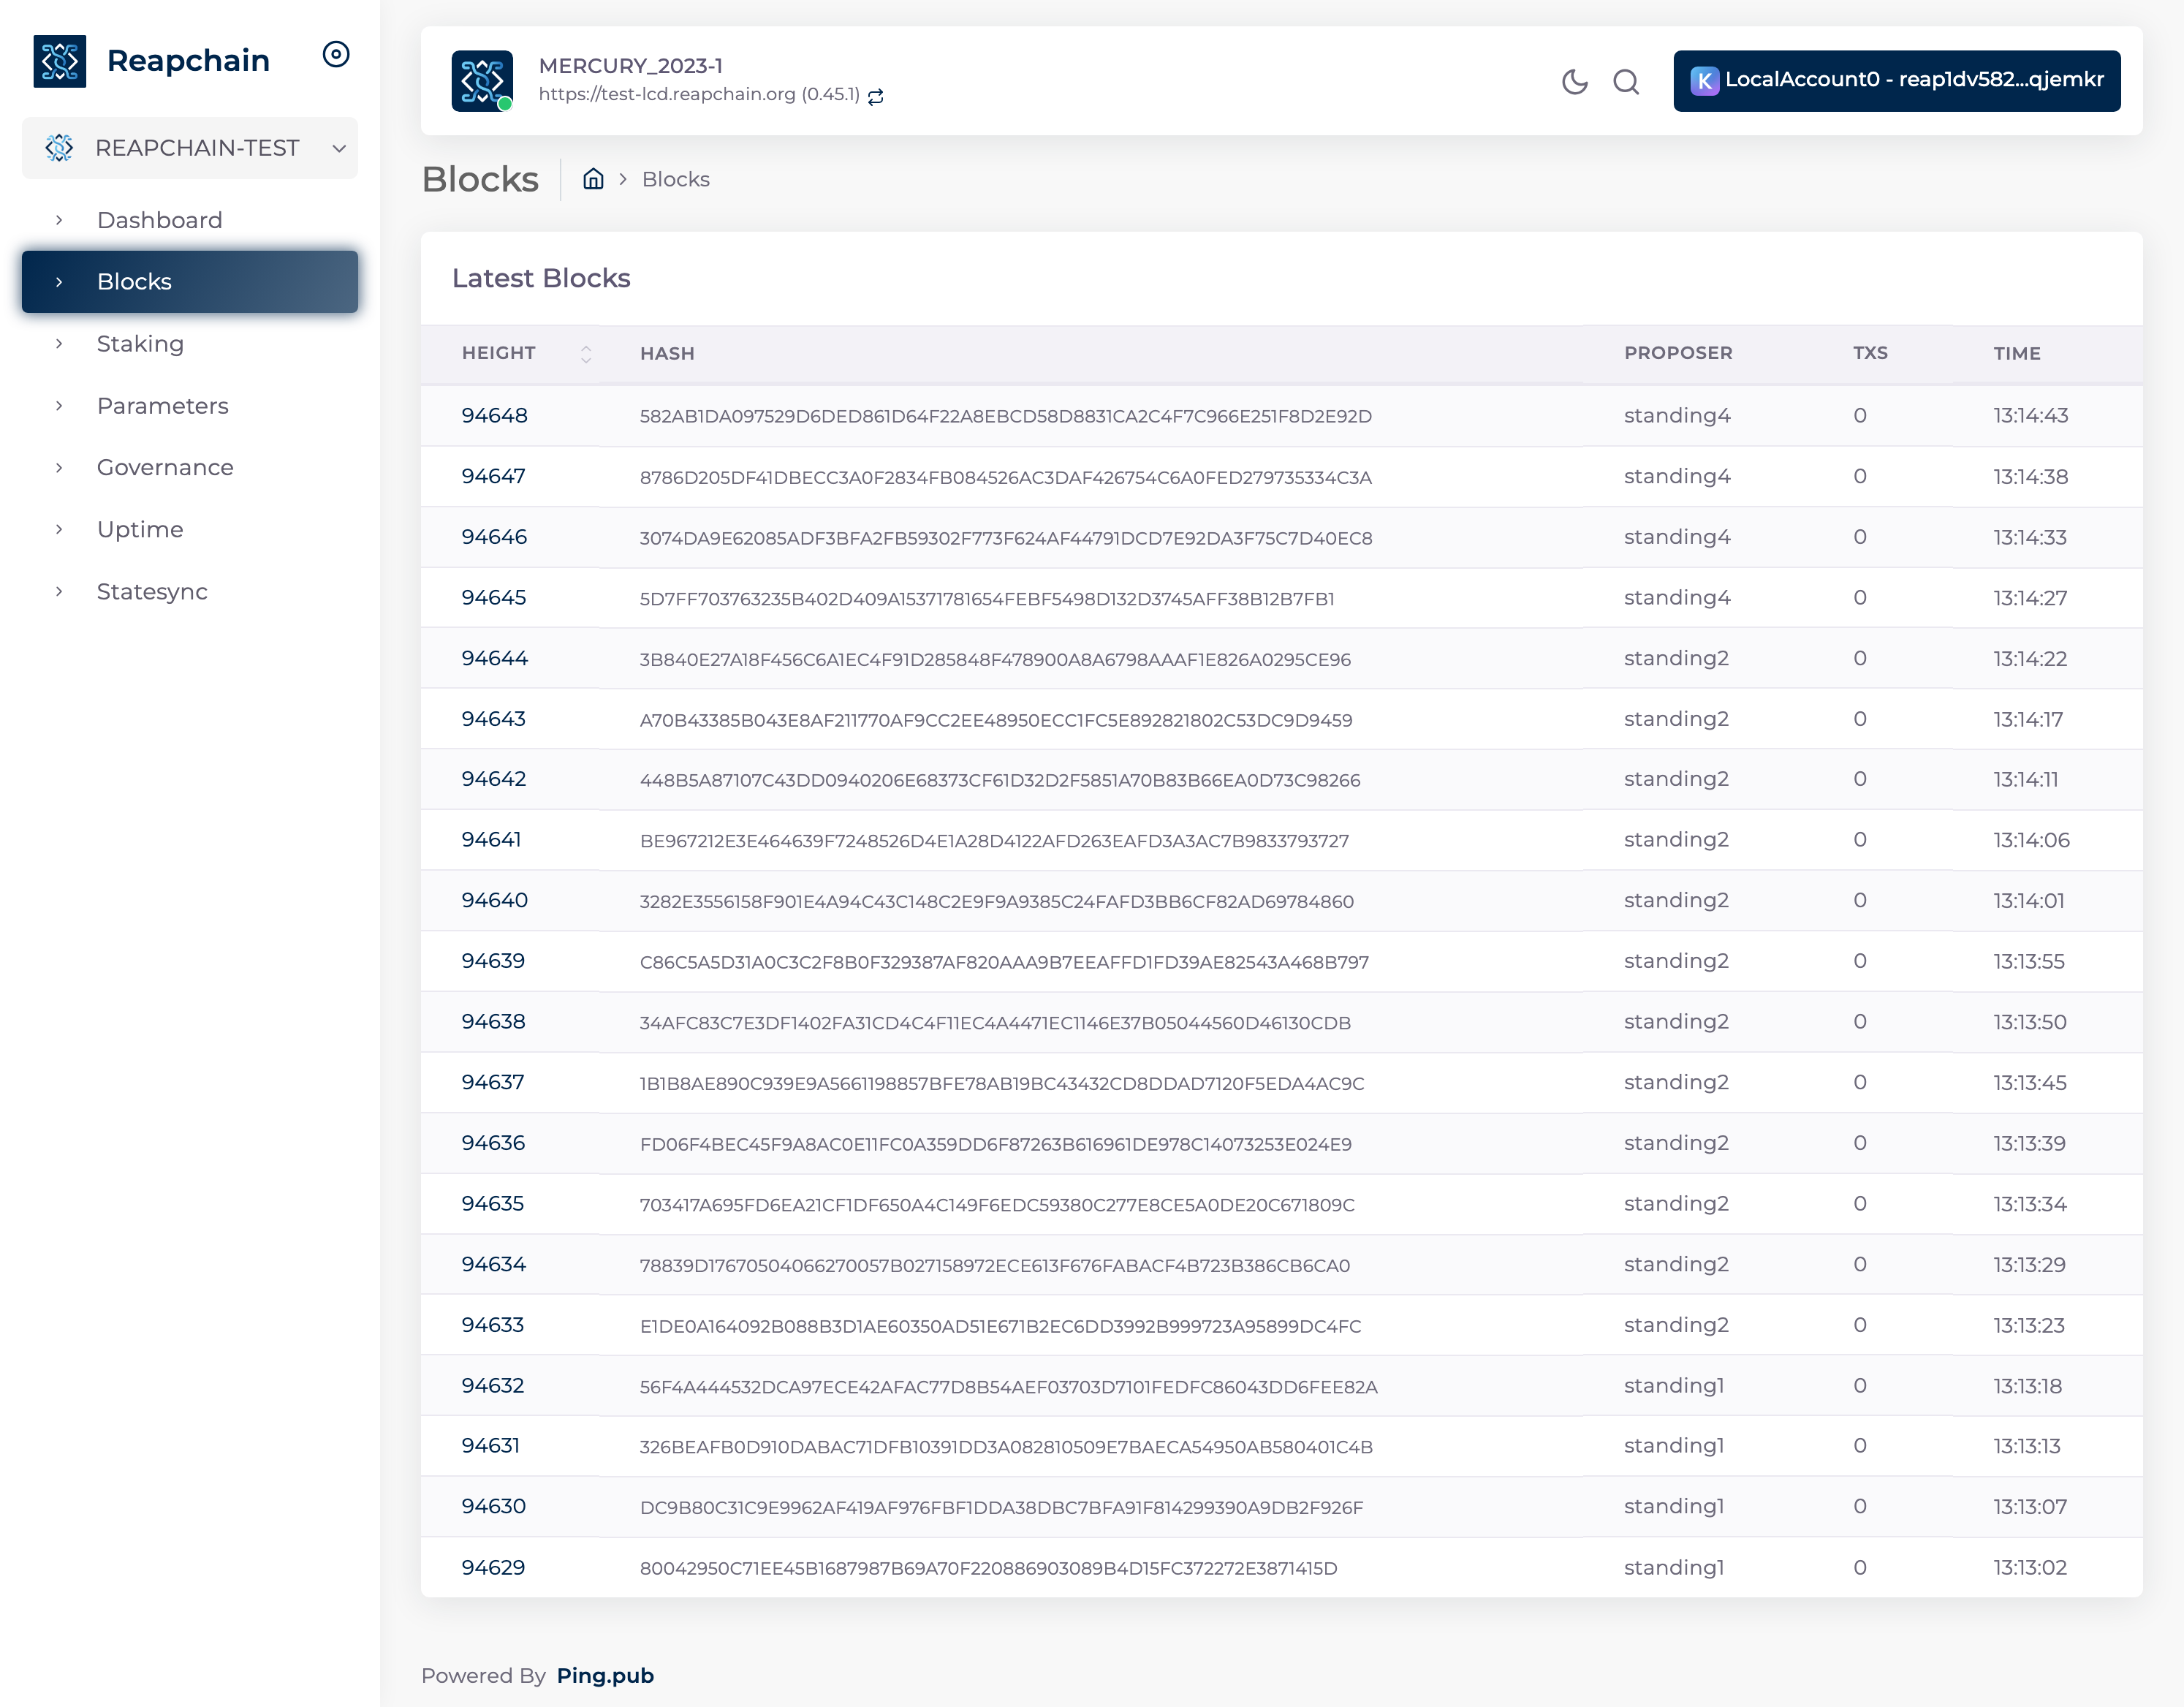 Reapchain
REAPCHAIN-TEST
Dashboard
Blocks
Staking
Parameters
Governance
Uptime
Statesync
MERCURY_2023-1
https://test-lcd.reapchain.org (0.45.1)
K LocalAccount0 - reap1dv582...qjemkr
Blocks
Blocks
Latest Blocks
HEIGHT HASH PROPOSER TXS TIME
94648 582AB1DA097529D6DED861D64F22A8EBCD58D8831CA2C4F7C966E251F8D2E92D standing4 0 13:14:43
94647 8786D205DF41DBECC3A0F2834FB084526AC3DAF426754C6A0FED279735334C3A standing4 0 13:14:38
94646 3074DA9E62085ADF3BFA2FB59302F773F624AF44791DCD7E92DA3F75C7D40EC8 standing4 0 13:14:33
94645 5D7FF703763235B402D409A15371781654FEBF5498D132D3745AFF38B12B7FB1 standing4 0 13:14:27
94644 3B840E27A18F456C6A1EC4F91D285848F478900A8A6798AAAF1E826A0295CE96 standing2 0 13:14:22
94643 A70B43385B043E8AF211770AF9CC2EE48950ECC1FC5E892821802C53DC9D9459 standing2 0 13:14:17
94642 448B5A87107C43DD0940206E68373CF61D32D2F5851A70B83B66EA0D73C98266 standing2 0 13:14:11
94641 BE967212E3E464639F7248526D4E1A28D4122AFD263EAFD3A3AC7B9833793727 standing2 0 13:14:06
94640 3282E3556158F901E4A94C43C148C2E9F9A9385C24FAFD3BB6CF82AD69784860 standing2 0 13:14:01
94639 C86C5A5D31A0C3C2F8B0F329387AF820AAA9B7EEAFFD1FD39AE82543A468B797 standing2 0 13:13:55
94638 34AFC83C7E3DF1402FA31CD4C4F11EC4A4471EC1146E37B05044560D46130CDB standing2 0 13:13:50
94637 1B1B8AE890C939E9A5661198857BFE78AB19BC43432CD8DDAD7120F5EDA4AC9C standing2 0 13:13:45
94636 FD06F4BEC45F9A8AC0E11FC0A359DD6F87263B616961DE978C14073253E024E9 standing2 0 13:13:39
94635 703417A695FD6EA21CF1DF650A4C149F6EDC59380C277E8CE5A0DE20C671809C standing2 0 13:13:34
94634 78839D17670504066270057B027158972ECE613F676FABACF4B723B386CB6CA0 standing2 0 13:13:29
94633 E1DE0A164092B088B3D1AE60350AD51E671B2EC6DD3992B999723A95899DC4FC standing2 0 13:13:23
94632 56F4A444532DCA97ECE42AFAC77D8B54AEF03703D7101FEDFC86043DD6FEE82A standing1 0 13:13:18
94631 326BEAFB0D910DABAC71DFB10391DD3A082810509E7BAECA54950AB580401C4B standing1 0 13:13:13
94630 DC9B80C31C9E9962AF419AF976FBF1DDA38DBC7BFA91F814299390A9DB2F926F standing1 0 13:13:07
94629 80042950C71EE45B1687987B69A70F220886903089B4D15FC372272E3871415D standing1 0 13:13:02
Powered By Ping.pub